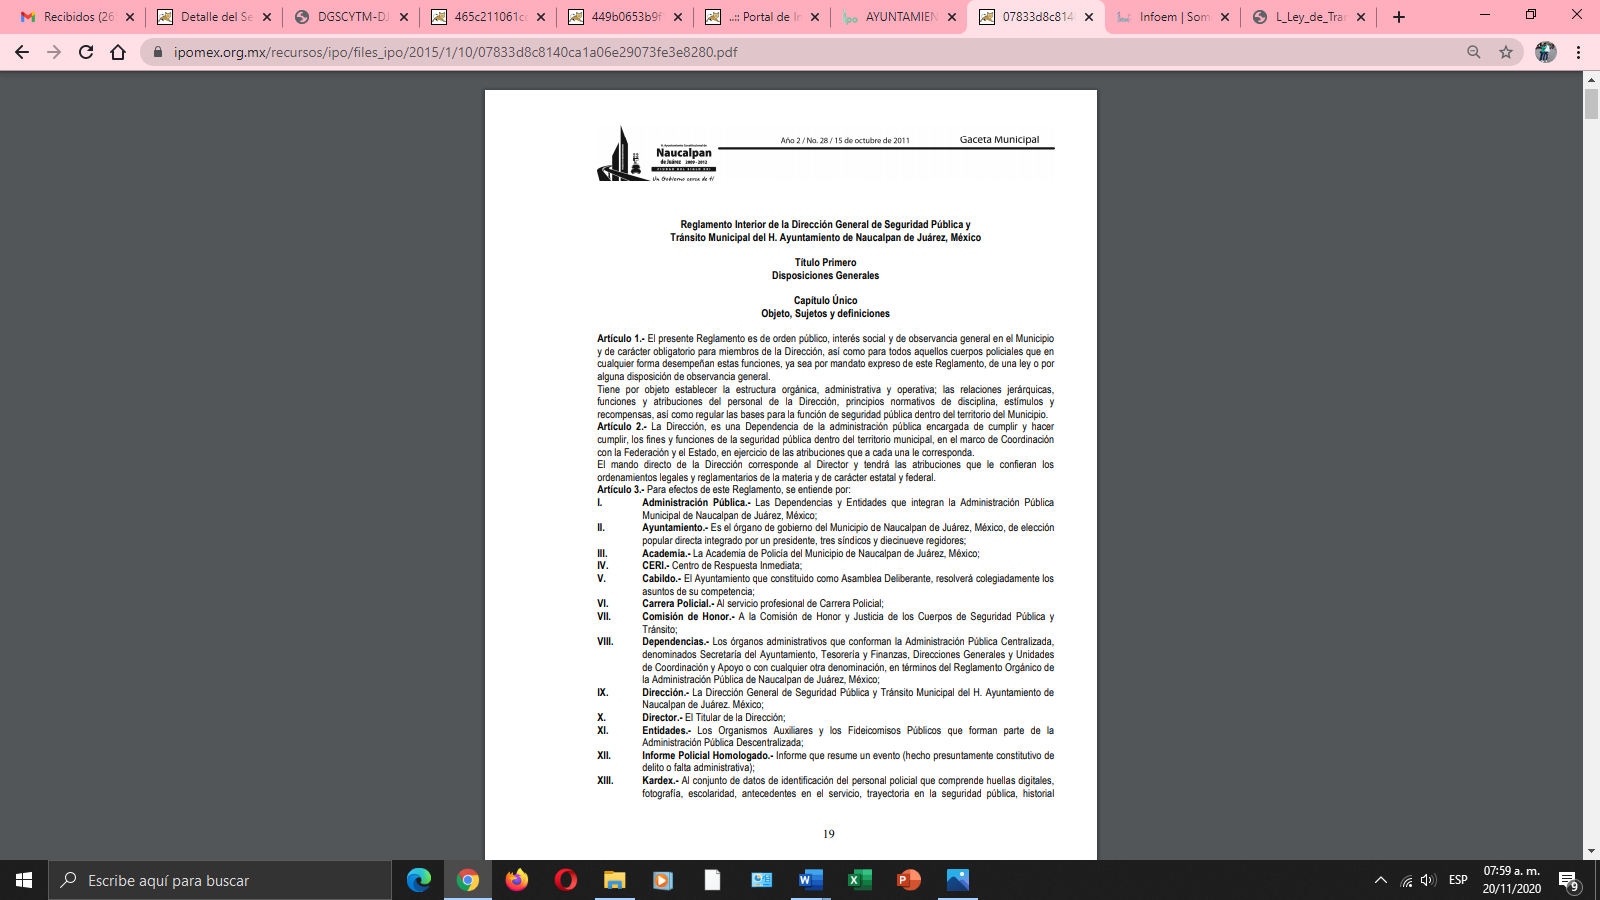 Recibidos (26
Detalle del Se
DGSCYTM-DJ
465c211061c
449b0653b9f
..:: Portal de In
AYUNTAMIEN
07833d8c814
Infoem | Som
L_Ley_de_Trar
ipomex.org.mx/recursos/ipo/files_ipo/2015/1/10/07833d8c8140ca1a06e29073fe3e8280.pdf
Año 2 / No. 28 / 15 de octubre de 2011
Gaceta Municipal
H. Ayuntamiento Constitucional de
Naucalpan
de Juárez 2009 - 2012
CIUDAD DEL SIGLO XXI
Un Gobierno cerca de tí
Reglamento Interior de la Dirección General de Seguridad Pública y
Tránsito Municipal del H. Ayuntamiento de Naucalpan de Juárez, México
Título Primero
Disposiciones Generales
Capítulo Único
Objeto, Sujetos y definiciones
Artículo 1.- El presente Reglamento es de orden público, interés social y de observancia general en el Municipio
y de carácter obligatorio para miembros de la Dirección, así como para todos aquellos cuerpos policiales que en
cualquier forma desempeñan estas funciones, ya sea por mandato expreso de este Reglamento, de una ley o por
alguna disposición de observancia general.
Tiene por objeto establecer la estructura orgánica, administrativa y operativa; las relaciones jerárquicas,
funciones y atribuciones del personal de la Dirección, principios normativos de disciplina, estímulos y
recompensas, así como regular las bases para la función de seguridad pública dentro del territorio del Municipio.
Artículo 2.- La Dirección, es una Dependencia de la administración pública encargada de cumplir y hacer
cumplir, los fines y funciones de la seguridad pública dentro del territorio municipal, en el marco de Coordinación
con la Federación y el Estado, en ejercicio de las atribuciones que a cada una le corresponda.
El mando directo de la Dirección corresponde al Director y tendrá las atribuciones que le confieran los
ordenamientos legales y reglamentarios de la materia y de carácter estatal y federal.
Artículo 3.- Para efectos de este Reglamento, se entiende por:
I. Administración Pública.- Las Dependencias y Entidades que integran la Administración Pública
Municipal de Naucalpan de Juárez, México;
II. Ayuntamiento.- Es el órgano de gobierno del Municipio de Naucalpan de Juárez, México, de elección
popular directa integrado por un presidente, tres síndicos y diecinueve regidores;
III. Academia.- La Academia de Policía del Municipio de Naucalpan de Juárez, México;
IV. CERI.- Centro de Respuesta Inmediata;
V. Cabildo.- El Ayuntamiento que constituido como Asamblea Deliberante, resolverá colegiadamente los
asuntos de su competencia;
VI. Carrera Policial.- Al servicio profesional de Carrera Policial;
VII. Comisión de Honor.- A la Comisión de Honor y Justicia de los Cuerpos de Seguridad Pública y
Tránsito;
VIII. Dependencias.- Los órganos administrativos que conforman la Administración Pública Centralizada,
denominados Secretaría del Ayuntamiento, Tesorería y Finanzas, Direcciones Generales y Unidades
de Coordinación y Apoyo o con cualquier otra denominación, en términos del Reglamento Orgánico de
la Administración Pública de Naucalpan de Juárez, México;
IX. Dirección.- La Dirección General de Seguridad Pública y Tránsito Municipal del H. Ayuntamiento de
Naucalpan de Juárez. México;
X. Director.- El Titular de la Dirección;
XI. Entidades.- Los Organismos Auxiliares y los Fideicomisos Públicos que forman parte de la
Administración Pública Descentralizada;
XII. Informe Policial Homologado.- Informe que resume un evento (hecho presuntamente constitutivo de
delito o falta administrativa);
XIII. Kardex.- Al conjunto de datos de identificación del personal policial que comprende huellas digitales,
fotografía, escolaridad, antecedentes en el servicio, trayectoria en la seguridad pública, historial
19
Escribe aquí para buscar
ESP
07:59 a. m.
20/11/2020
9